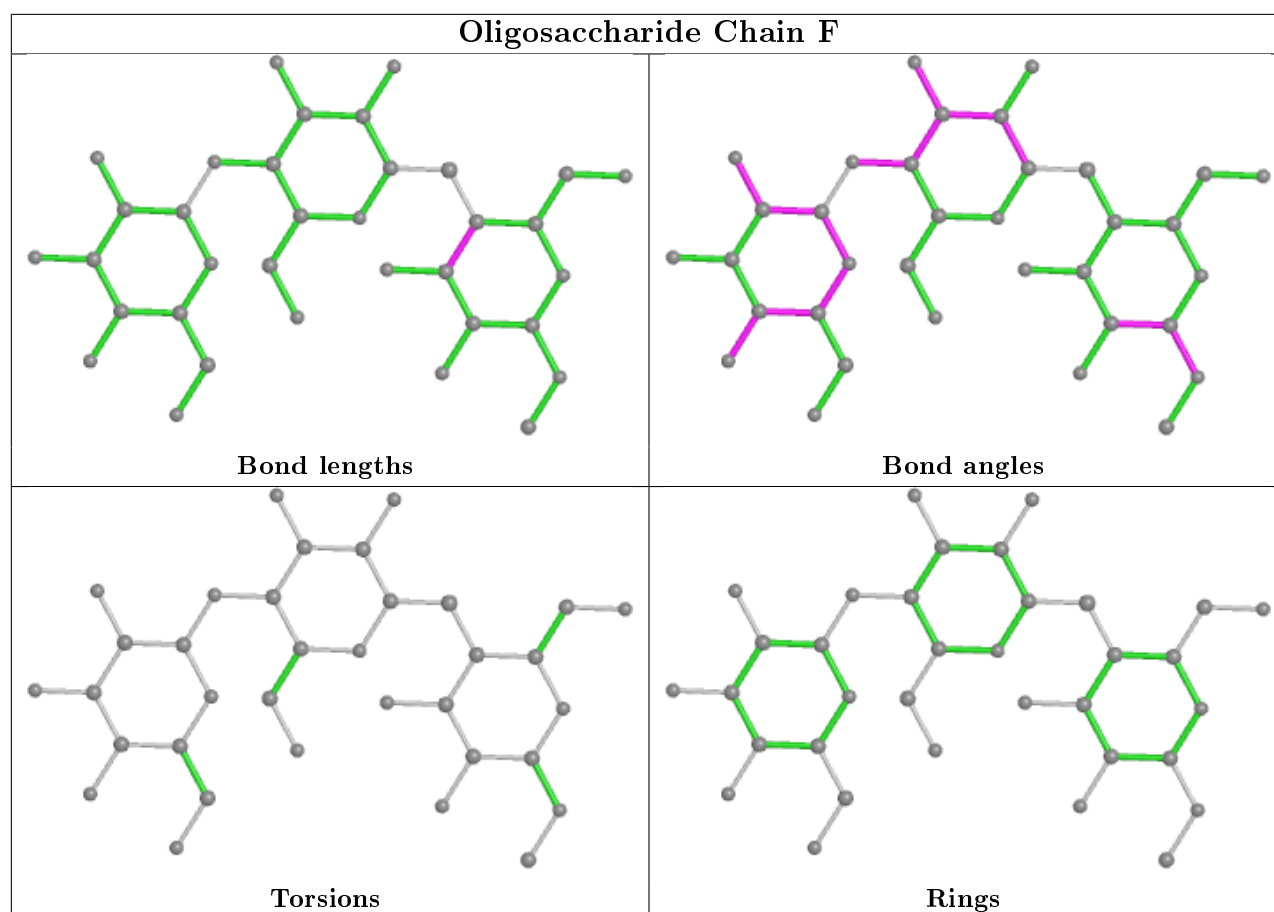 Oligosaccharide Chain F
Bond lengths
Bond angles
Torsions
Rings